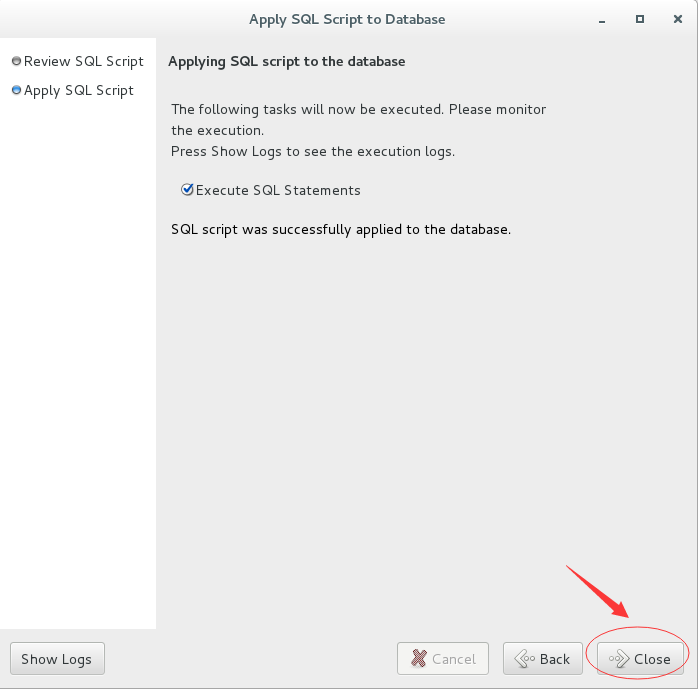 Apply SQL Script to Database
Review SQL Script
Apply SQL Script
Applying SQL script to the database
The following tasks will now be executed. Please monitor
the execution.
Press Show Logs to see the execution logs.
Execute SQL Statements
SQL script was successfully applied to the database.
Show Logs
Cancel
Back
Close